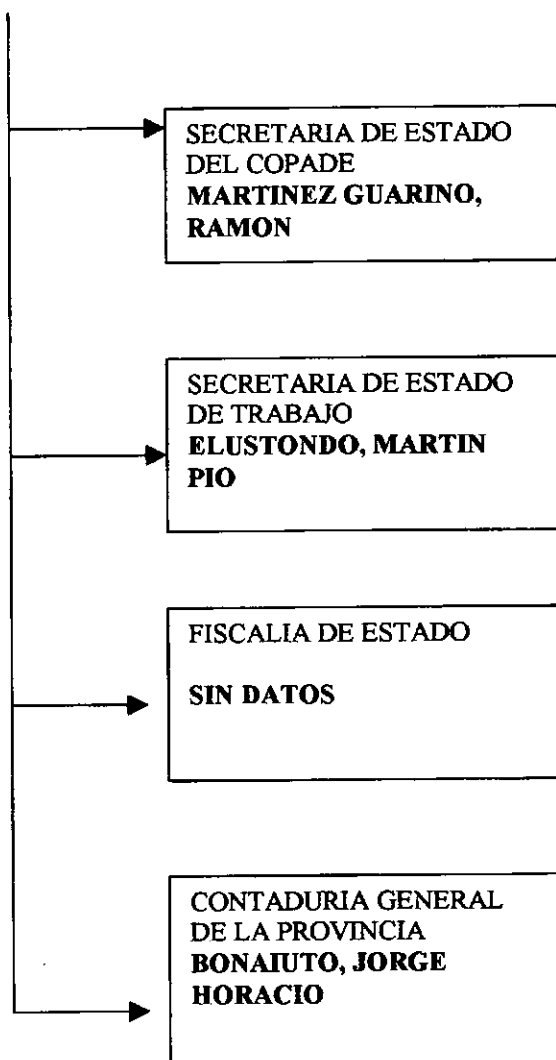 SECRETARIA DE ESTADO
DEL COPADE
MARTINEZ GUARINO,
RAMON
SECRETARIA DE ESTADO
DE TRABAJO
ELUSTONDO, MARTIN
PIO
FISCALIA DE ESTADO
SIN DATOS
CONTADURIA GENERAL
DE LA PROVINCIA
BONAIUTO, JORGE
HORACIO